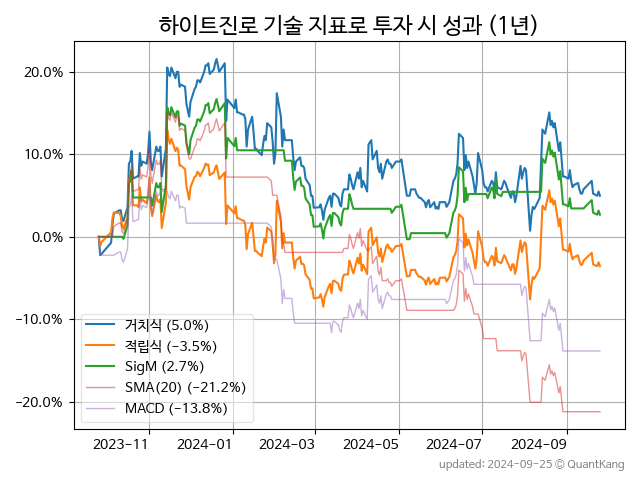 하이트진로 기술 지표로 투자 시 성과 (1년)
20.0%
10.0%
0.0%
−10.0%
−20.0%
거치식 (5.0%)
적립식 (−3.5%)
SigM (2.7%)
SMA(20) (−21.2%)
MACD (−13.8%)
2023-11
2024-01
2024-03
2024-05
2024-07
2024-09
updated: 2024-09-25 © QuantKang